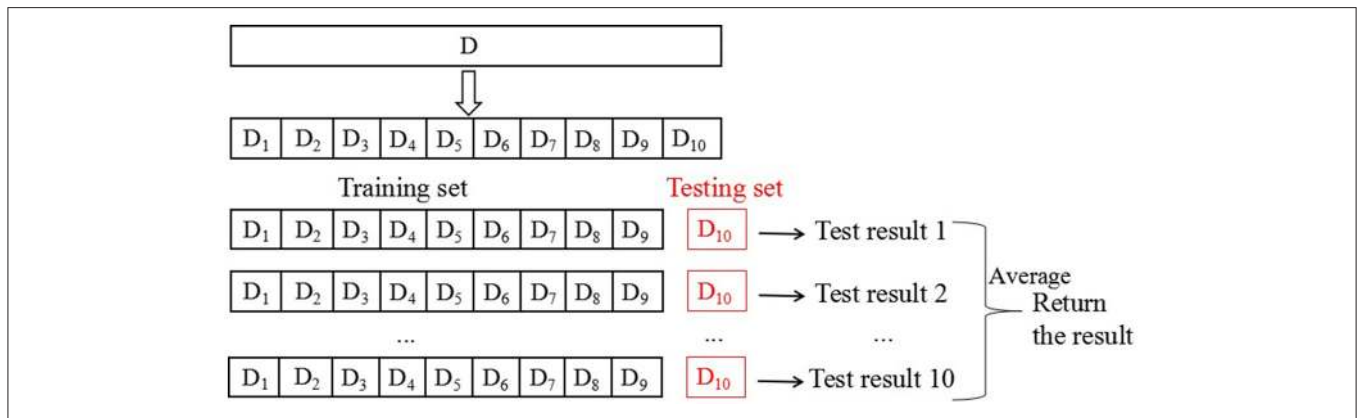 D
D₁ D₂ D₃ D₄ D₅ D₆ D₇ D₈ D₉ D₁₀
Training set Testing set
D₁ D₂ D₃ D₄ D₅ D₆ D₇ D₈ D₉ D₁₀ Test result 1
D₁ D₂ D₃ D₄ D₅ D₆ D₇ D₈ D₉ D₁₀ Test result 2
... ... ...
D₁ D₂ D₃ D₄ D₅ D₆ D₇ D₈ D₉ D₁₀ Test result 10
Average
Return
the result